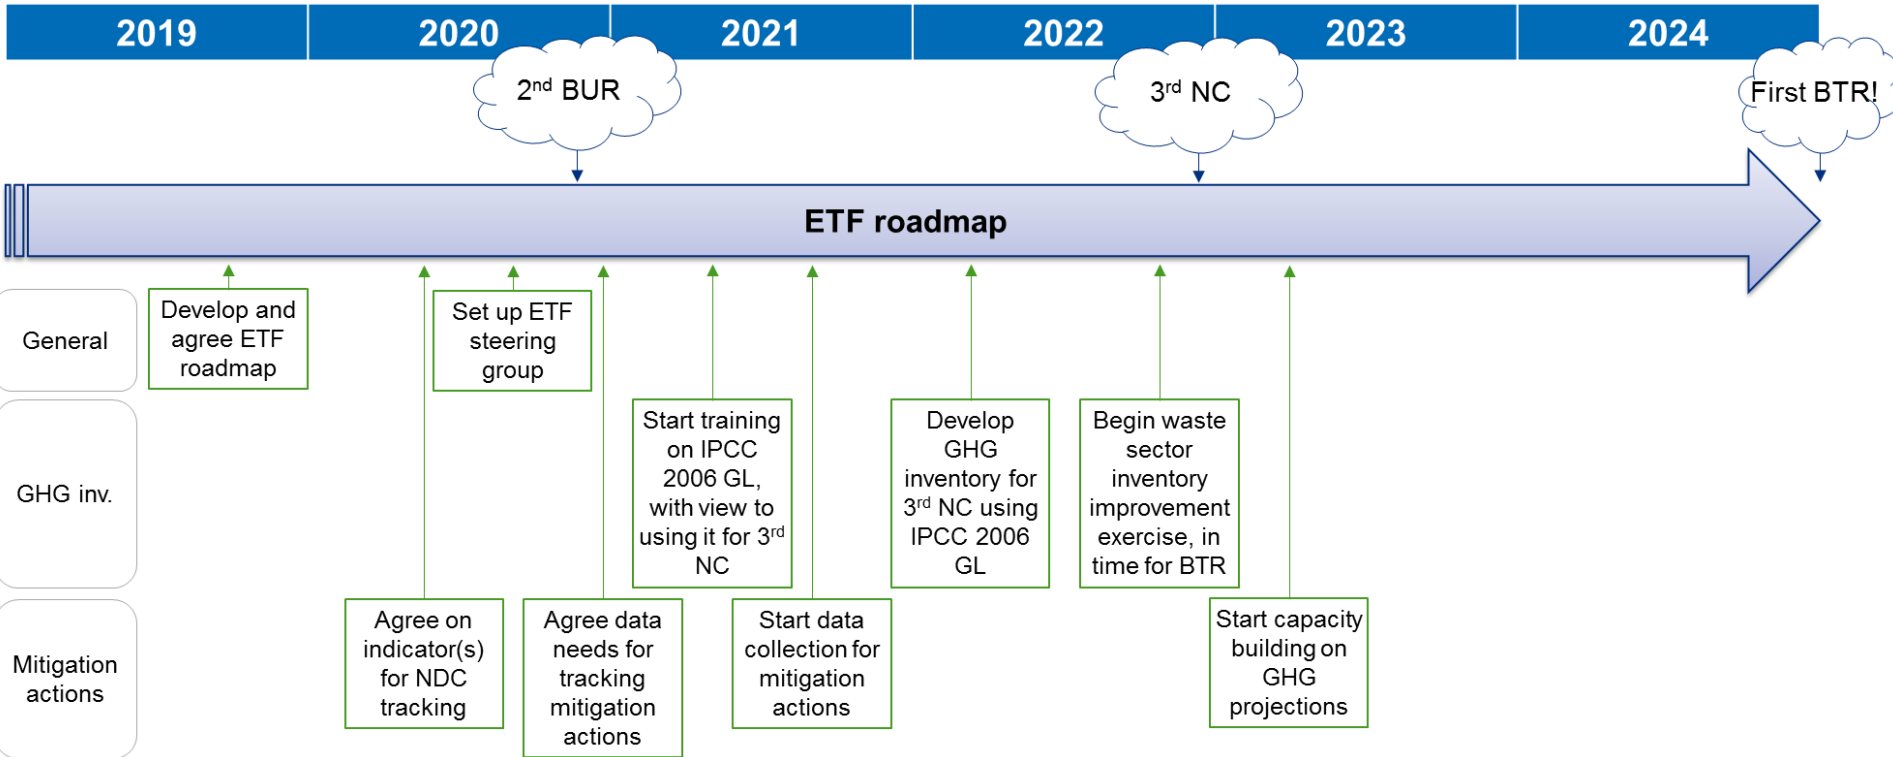 2019 2020 2021 2022 2023 2024
2nd BUR
3rd NC
First BTR!
ETF roadmap
General
Develop and
agree ETF
roadmap
Set up ETF
steering
group
GHG inv.
Start training
on IPCC
2006 GL,
with view to
using it for 3rd
NC
Develop
GHG
inventory for
3rd NC using
IPCC 2006
GL
Begin waste
sector
inventory
improvement
exercise, in
time for BTR
Mitigation
actions
Agree on
indicator(s)
for NDC
tracking
Agree data
needs for
tracking
mitigation
actions
Start data
collection for
mitigation
actions
Start capacity
building on
GHG
projections